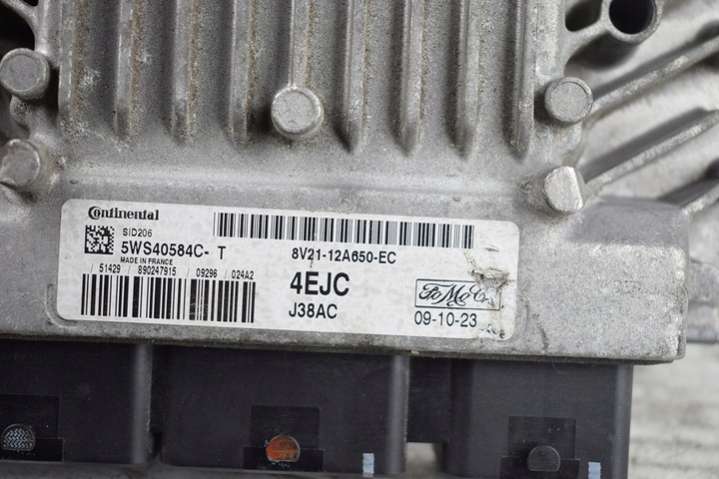 Continental
SID206
5WS40584C- T
MADE IN FRANCE
/ 51429 / 890247915 / 09296 / 024A2
8V21-12A650-EC
4EJC
J38AC
FoMoCo
09-10-23